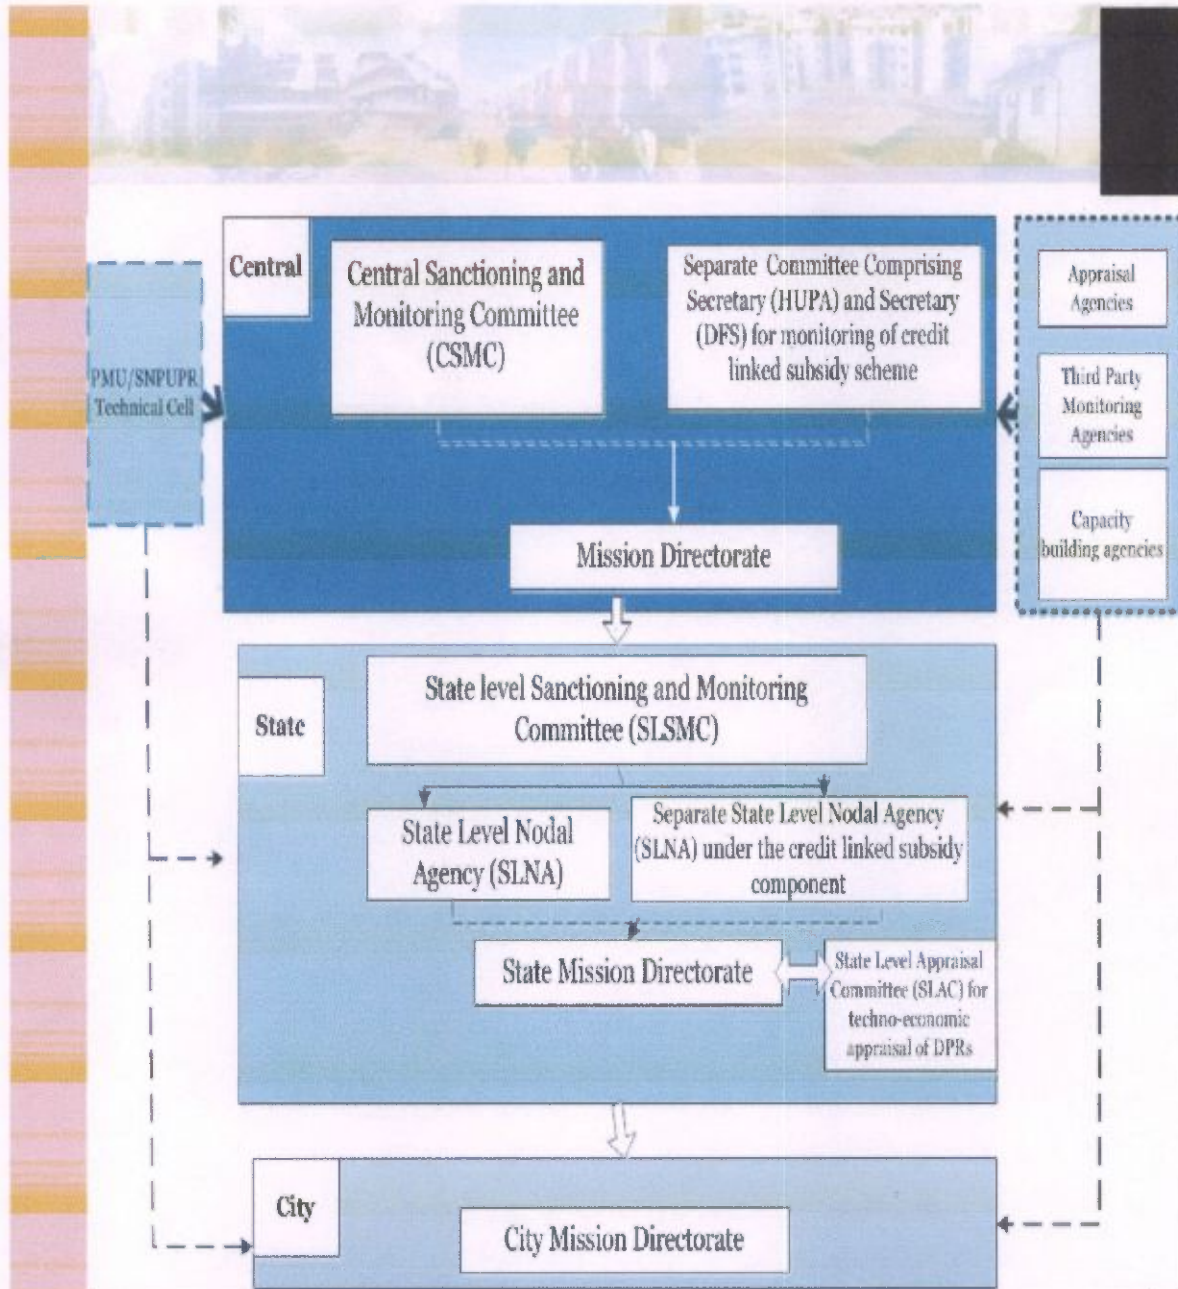 Central
Central Sanctioning and
Monitoring Committee
(CSMC)
Separate Committee Comprising
Secretary (HUPA) and Secretary
(DFS) for monitoring of credit
linked subsidy scheme
Appraisal
Agencies
PMU/SNPUPR
Technical Cell
Third Party
Monitoring
Agencies
Capacity
building agencies
Mission Directorate
State
State level Sanctioning and Monitoring
Committee (SLSMC)
State Level Nodal
Agency (SLNA)
Separate State Level Nodal Agency
(SLNA) under the credit linked subsidy
component
State Mission Directorate
State Level Appraisal
Committee (SLAC) for
techno-economic
appraisal of DPRs
City
City Mission Directorate